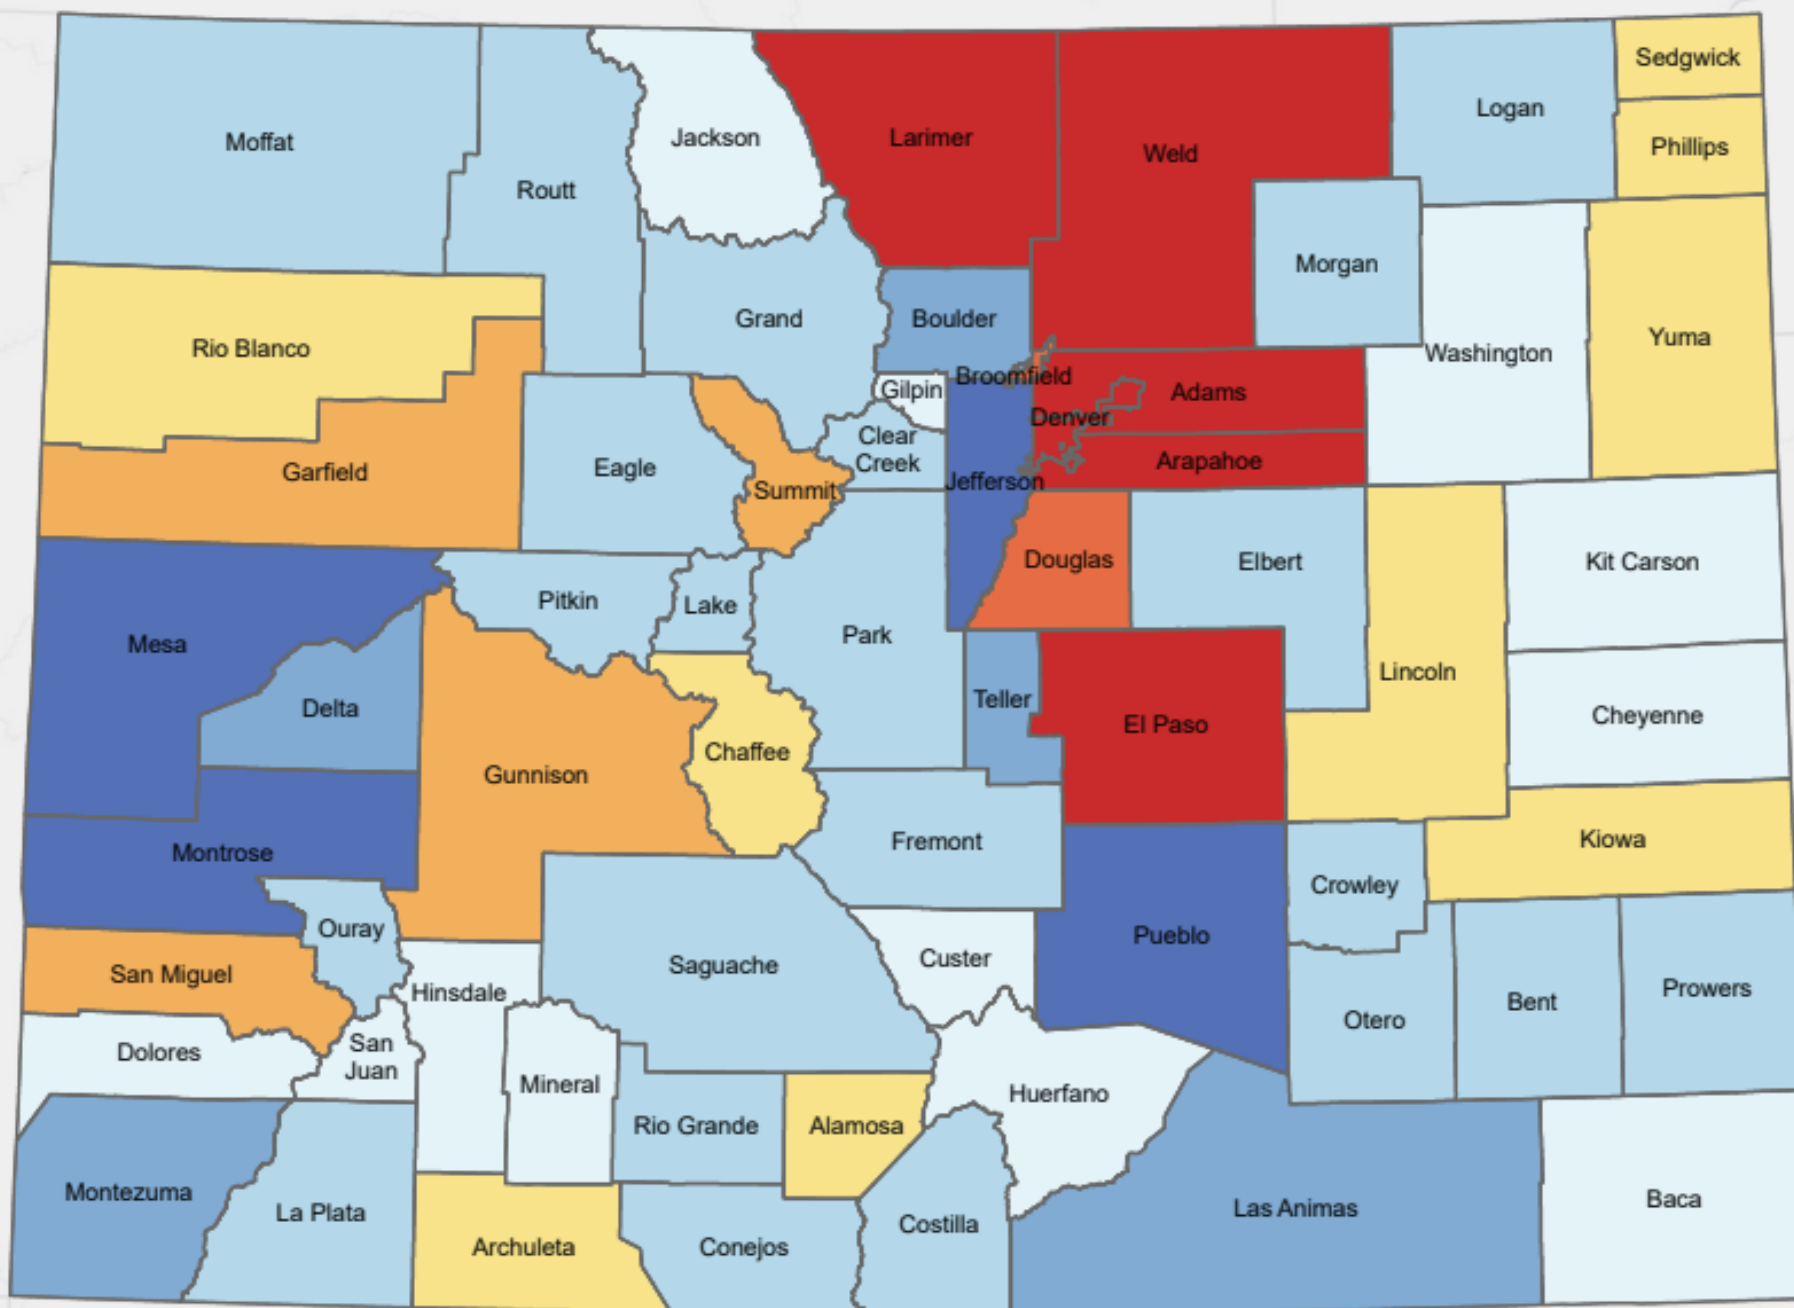 Sedgwick
Logan
Moffat
Jackson
Larimer
Weld
Phillips
Routt
Morgan
Grand
Boulder
Rio Blanco
Washington
Yuma
Broomfield
Gilpin
Adams
Denver
Clear
Creek
Garfield
Eagle
Arapahoe
Summit
Jefferson
Douglas
Elbert
Kit Carson
Pitkin
Lake
Park
Mesa
Lincoln
Teller
Delta
Cheyenne
El Paso
Chaffee
Gunnison
Fremont
Kiowa
Montrose
Crowley
Ouray
Pueblo
Custer
Saguache
San Miguel
Hinsdale
Prowers
Bent
Otero
San
Juan
Dolores
Mineral
Huerfano
Rio Grande
Alamosa
Montezuma
La Plata
Baca
Las Animas
Costilla
Archuleta
Conejos